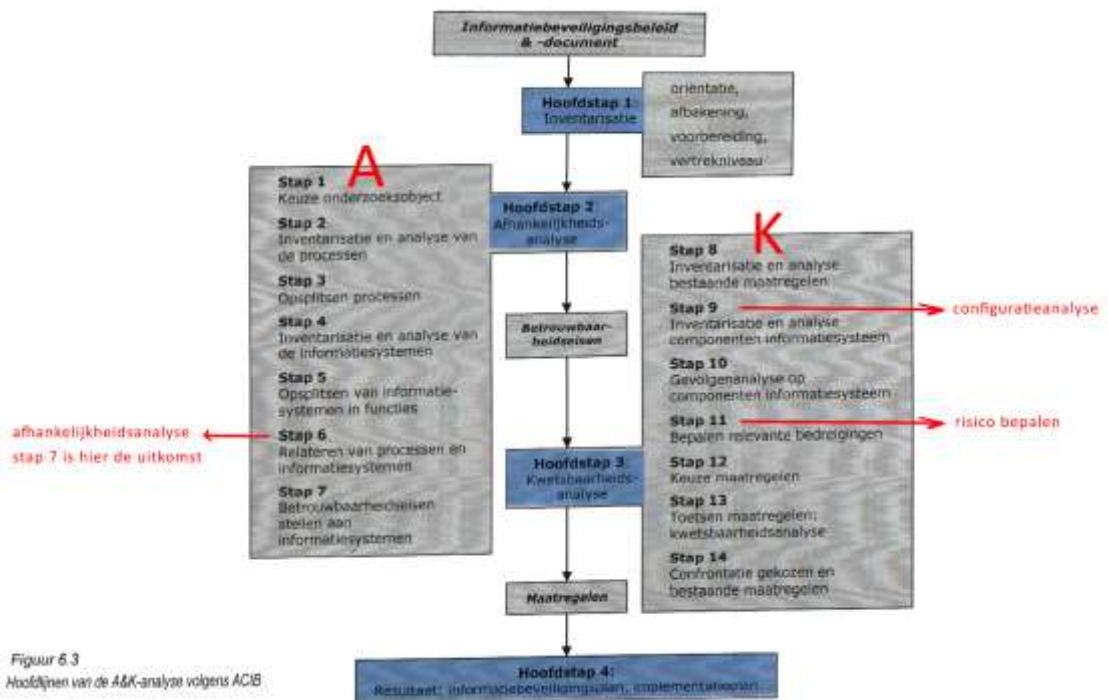 Informatiebeveiligingsbeleid
& -document
Hoofdstap 1:
Inventarisatie
oriëntatie,
afbakening,
voorbereiding,
vertrekniveau
A
Stap 1
Keuze onderzoeksobject
Stap 2
Inventarisatie en analyse van
de processen
Stap 3
Opsplitsen processen
Stap 4
Inventarisatie en analyse van
de informatiesystemen
Stap 5
Opsplitsen van informatie-
systemen in functies
Stap 6
Relateren van processen en
informatiesystemen
Stap 7
Betrouwbaarheidseisen
stellen aan
informatiesystemen
afhankelijkheidsanalyse
stap 7 is hier de uitkomst
Hoofdstap 2:
Afhankelijkheids-
analyse
Betrouwbaar-
heidseisen
Hoofdstap 3:
Kwetsbaarheids-
analyse
Maatregelen
K
Stap 8
Inventarisatie en analyse
bestaande maatregelen
Stap 9
Inventarisatie en analyse
componenten informatiesysteem
Stap 10
Gevolgenanalyse op
componenten informatiesysteem
Stap 11
Bepalen relevante bedreigingen
Stap 12
Keuze maatregelen
Stap 13
Toetsen maatregelen;
kwetsbaarheidsanalyse
Stap 14
Confrontatie gekozen en
bestaande maatregelen
configuratieanalyse
risico bepalen
Hoofdstap 4:
Resultaat: informatiebeveiligingsplan; implementatieplan
Figuur 6.3
Hoofdlijnen van de A&K-analyse volgens ACIB